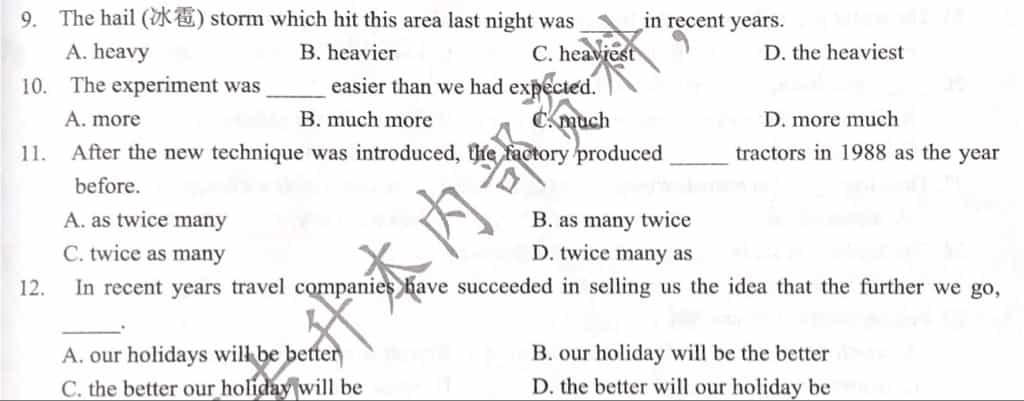 9. The hail (冰雹) storm which hit this area last night was _____ in recent years.
A. heavy B. heavier C. heaviest D. the heaviest
10. The experiment was _____ easier than we had expected.
A. more B. much more C. much D. more much
11. After the new technique was introduced, the factory produced _____ tractors in 1988 as the year
before.
A. as twice many B. as many twice
C. twice as many D. twice many as
12. In recent years travel companies have succeeded in selling us the idea that the further we go,
_____.
A. our holidays will be better B. our holiday will be the better
C. the better our holiday will be D. the better will our holiday be
升本内部资料,